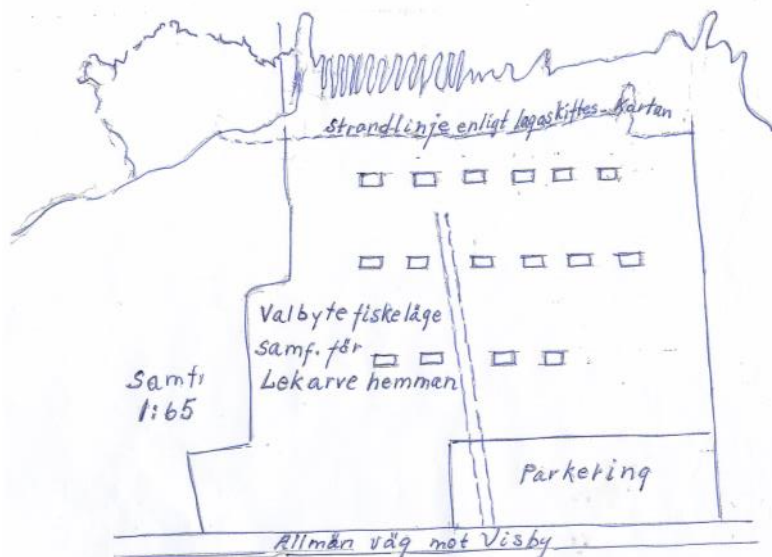 Strandlinje enligt lagaskiftes-Kartan
Valbyte fiskeläge
Samf. för
Lekarve hemman
Samf.
1:65
Parkering
Allmän väg mot Visby